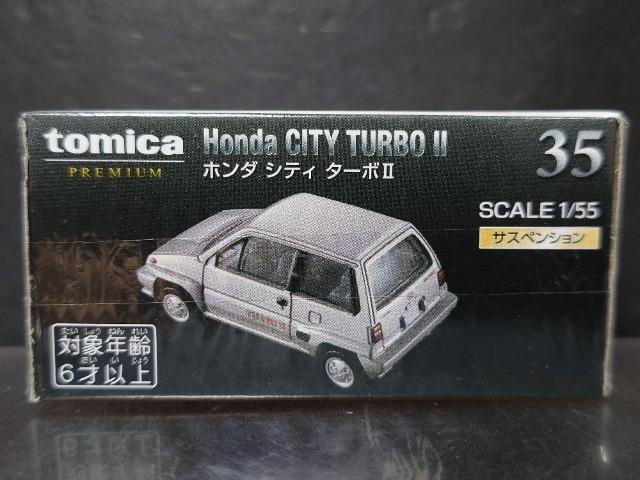 tomica
PREMIUM
Honda CITY TURBO II
ホンダ シティ ターボII
35
SCALE 1/55
サスペンション
たい しょう ねん れい
対象年齢
さい い じょう
6才以上